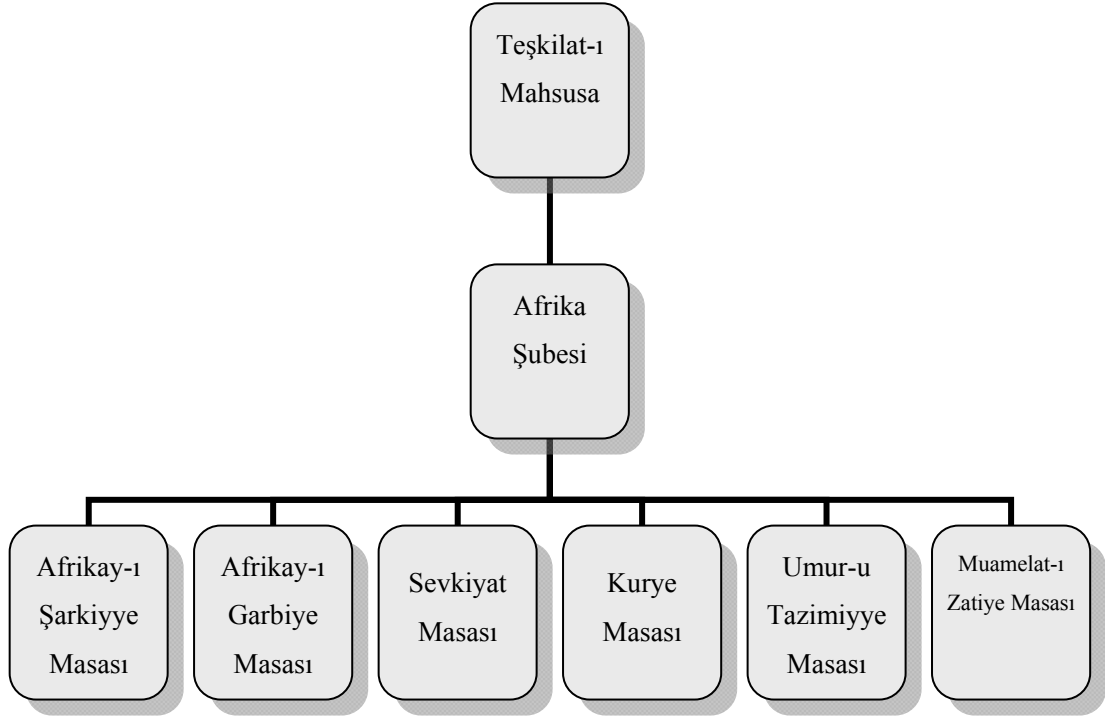 Teşkilat-ı
Mahsusa
Afrika
Şubesi
Afrikay-ı
Şarkiyye
Masası
Afrikay-ı
Garbiye
Masası
Sevkiyat
Masası
Kurye
Masası
Umur-u
Tazimiyye
Masası
Muamelat-ı
Zatiye Masası